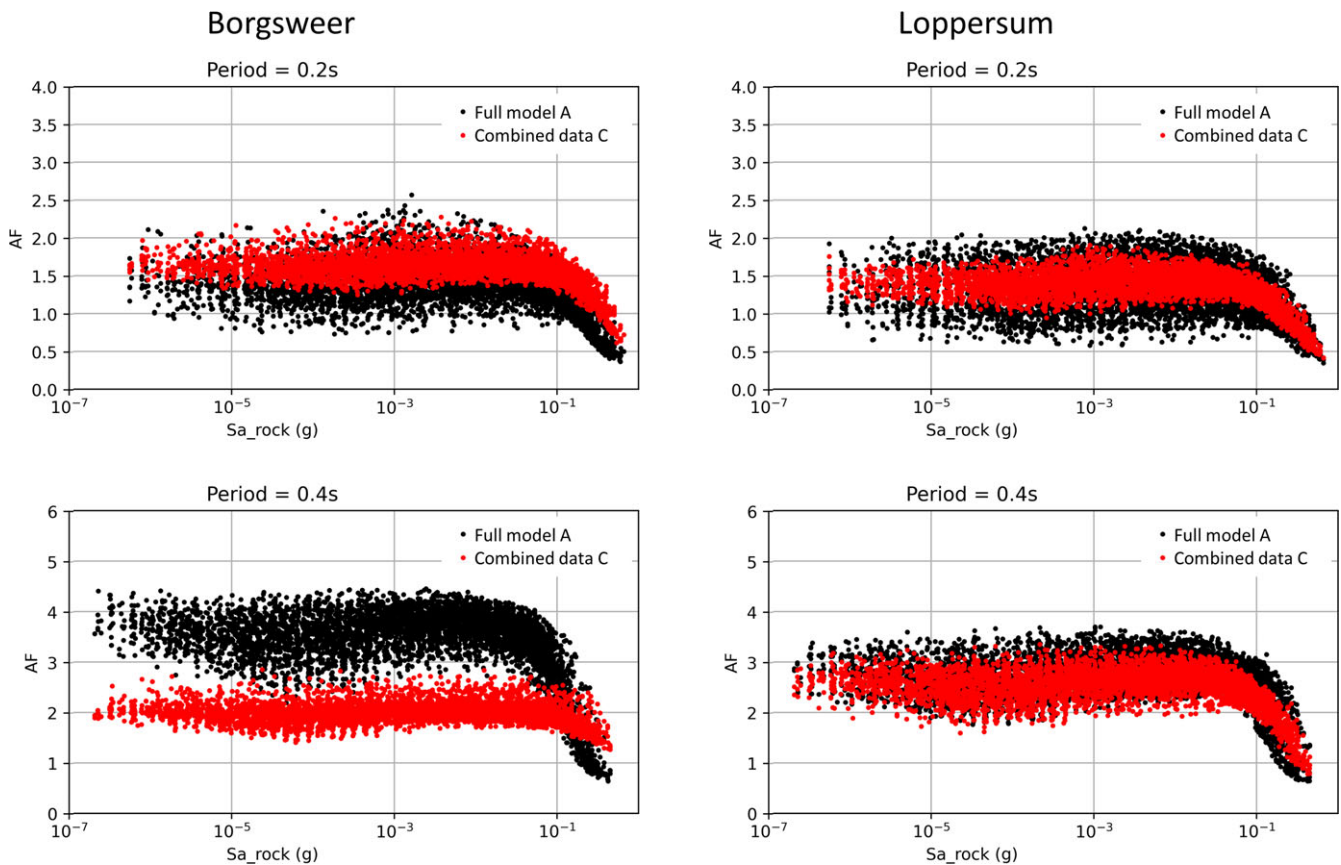 Borgsweer
Loppersum
Period = 0.2s
4.0
3.5
3.0
2.5
2.0
1.5
1.0
0.5
0.0
AF
Full model A
Combined data C
10⁻⁷
10⁻⁵
10⁻³
10⁻¹
Sa_rock (g)
Period = 0.2s
4.0
3.5
3.0
2.5
2.0
1.5
1.0
0.5
0.0
AF
Full model A
Combined data C
10⁻⁷
10⁻⁵
10⁻³
10⁻¹
Sa_rock (g)
Period = 0.4s
6
5
4
3
2
1
0
AF
Full model A
Combined data C
10⁻⁷
10⁻⁵
10⁻³
10⁻¹
Sa_rock (g)
Period = 0.4s
6
5
4
3
2
1
0
AF
Full model A
Combined data C
10⁻⁷
10⁻⁵
10⁻³
10⁻¹
Sa_rock (g)